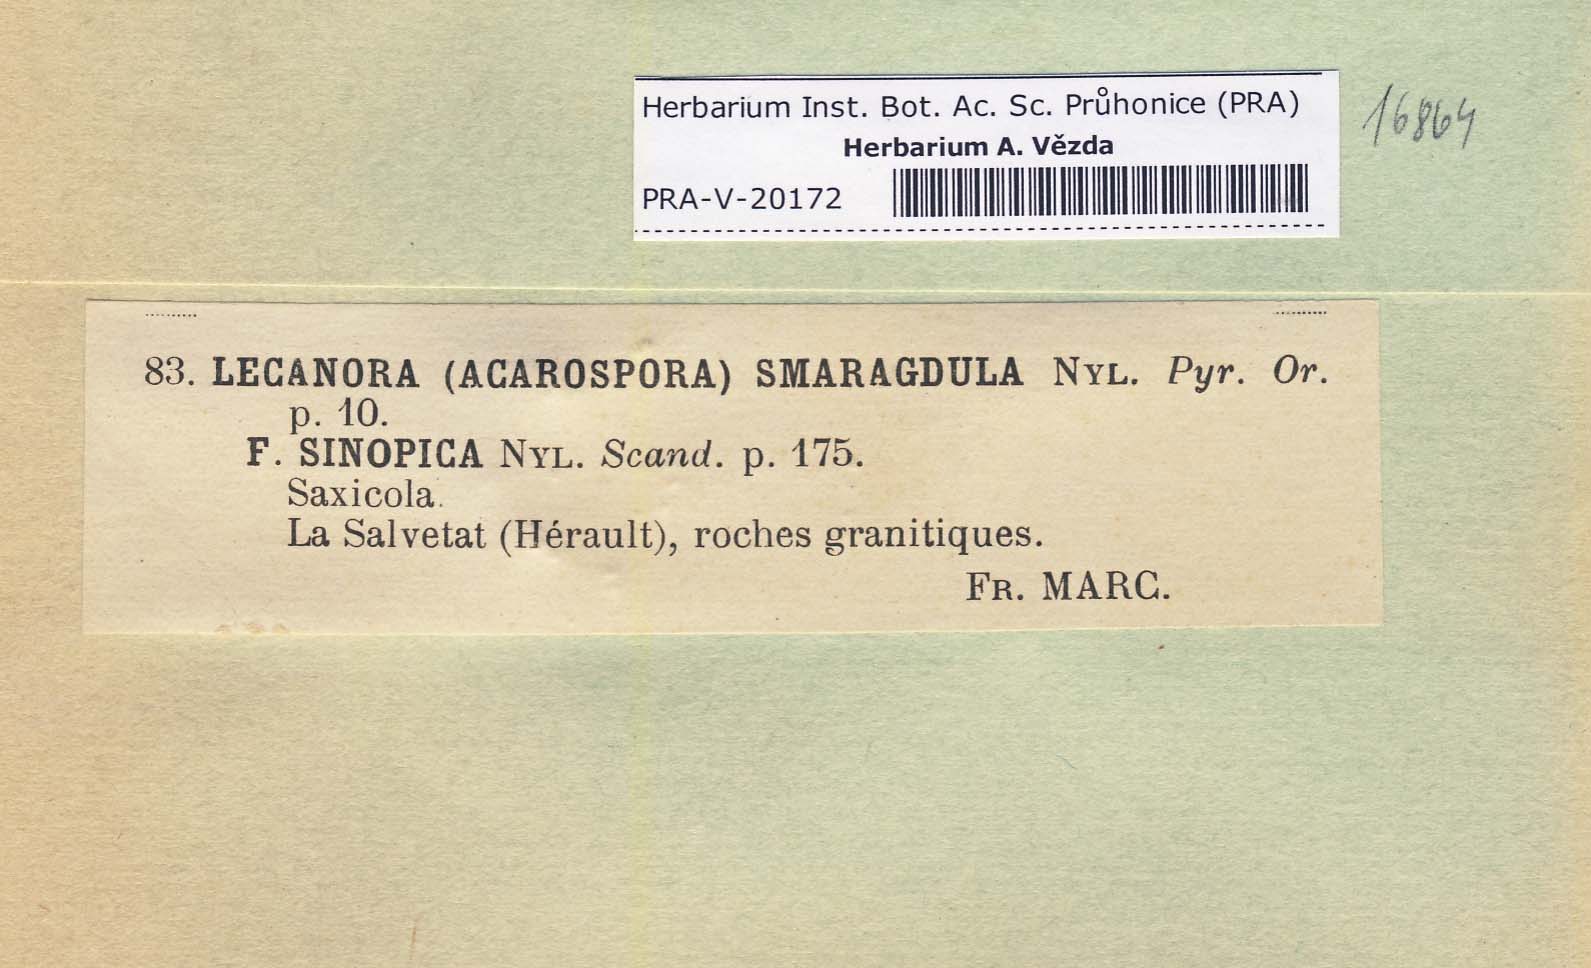 Herbarium Inst. Bot. Ac. Sc. Průhonice (PRA)
Herbarium A. Vězda
PRA-V-20172
16864
83. LECANORA (ACAROSPORA) SMARAGDULA NYL. Pyr. Or.
p. 10.
F. SINOPICA NYL. Scand. p. 175.
Saxicola.
La Salvetat (Hérault), roches granitiques.
FR. MARC.